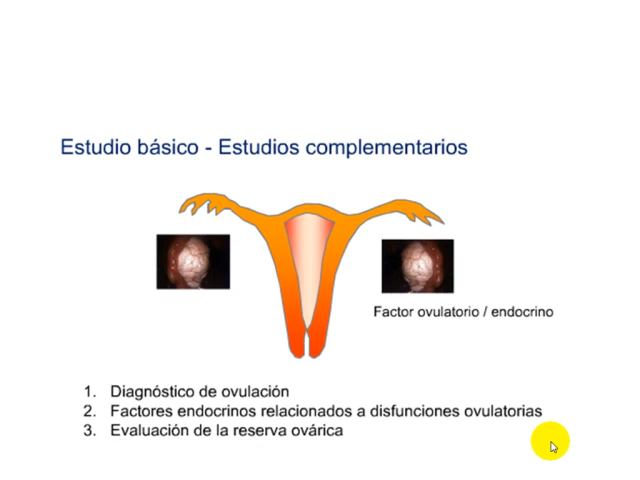 Estudio básico - Estudios complementarios
Factor ovulatorio / endocrino
1. Diagnóstico de ovulación
2. Factores endocrinos relacionados a disfunciones ovulatorias
3. Evaluación de la reserva ovárica